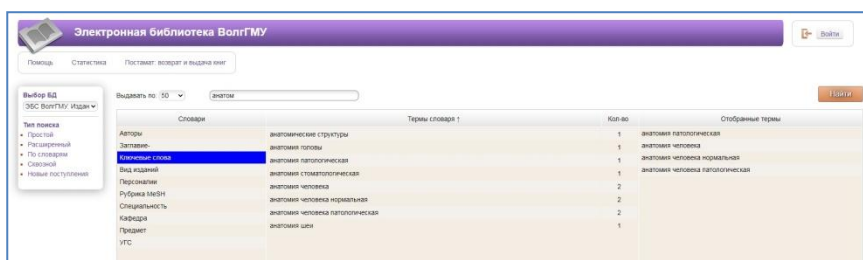 Электронная библиотека ВолгГМУ
Войти
Помощь Статистика Постамат: возврат и выдача книг
Выбор БД
ЭБС ВолгГМУ. Издан
Тип поиска
Простой
Расширенный
По словарям
Сквозной
Новые поступления
Выдавать по: 50 анатом Найти
Словари Термы словаря ↑ Кол-во Отобранные термы
Авторы
Заглавие-
Ключевые слова
Вид изданий
Персоналии
Рубрика MeSH
Специальность
Кафедра
Предмет
УГС
анатомические структуры 1
анатомия головы 1
анатомия патологическая 1
анатомия стоматологическая 1
анатомия человека 2
анатомия человека нормальная 2
анатомия человека патологическая 2
анатомия шеи 1
анатомия патологическая
анатомия человека
анатомия человека нормальная
анатомия человека патологическая